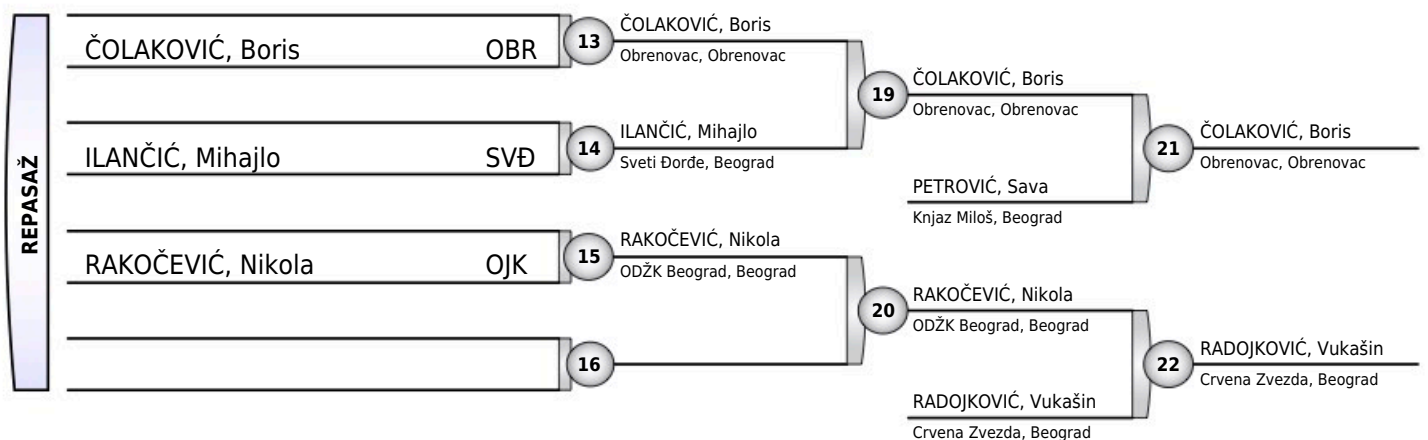 REPASAŽ
ČOLAKOVIĆ, Boris OBR
13
ČOLAKOVIĆ, Boris
Obrenovac, Obrenovac
ILANČIĆ, Mihajlo SVĐ
14
ILANČIĆ, Mihajlo
Sveti Đorđe, Beograd
19
ČOLAKOVIĆ, Boris
Obrenovac, Obrenovac
PETROVIĆ, Sava
Knjaz Miloš, Beograd
21
ČOLAKOVIĆ, Boris
Obrenovac, Obrenovac
RAKOČEVIĆ, Nikola OJK
15
RAKOČEVIĆ, Nikola
ODŽK Beograd, Beograd
16
20
RAKOČEVIĆ, Nikola
ODŽK Beograd, Beograd
RADOJKOVIĆ, Vukašin
Crvena Zvezda, Beograd
22
RADOJKOVIĆ, Vukašin
Crvena Zvezda, Beograd